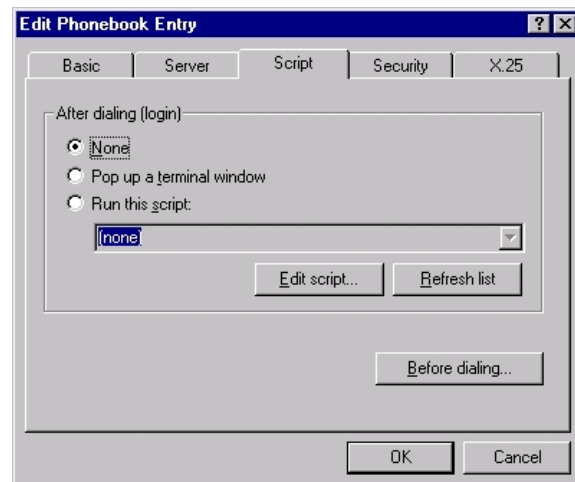 Edit Phonebook Entry
Basic Server Script Security X.25
After dialing (login)
None
Pop up a terminal window
Run this script:
(none)
Edit script... Refresh list
Before dialing...
OK Cancel